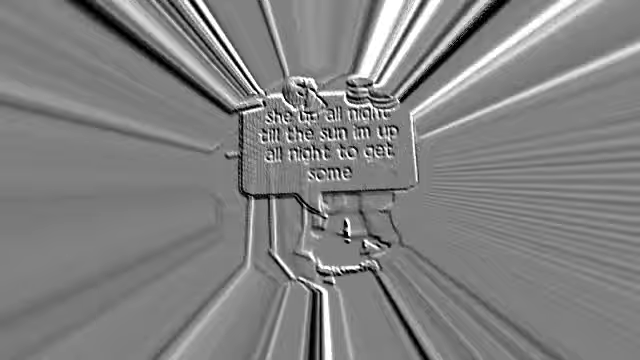 she up all night
till the sun im up
all night to get
some